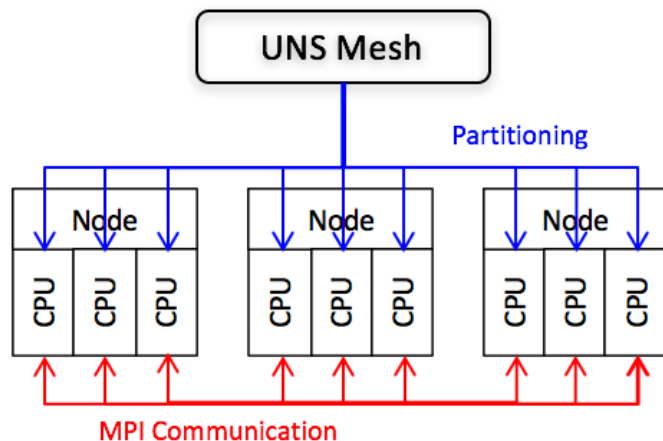 UNS Mesh
Partitioning
Node Node Node
CPU CPU CPU CPU CPU CPU CPU CPU CPU
MPI Communication